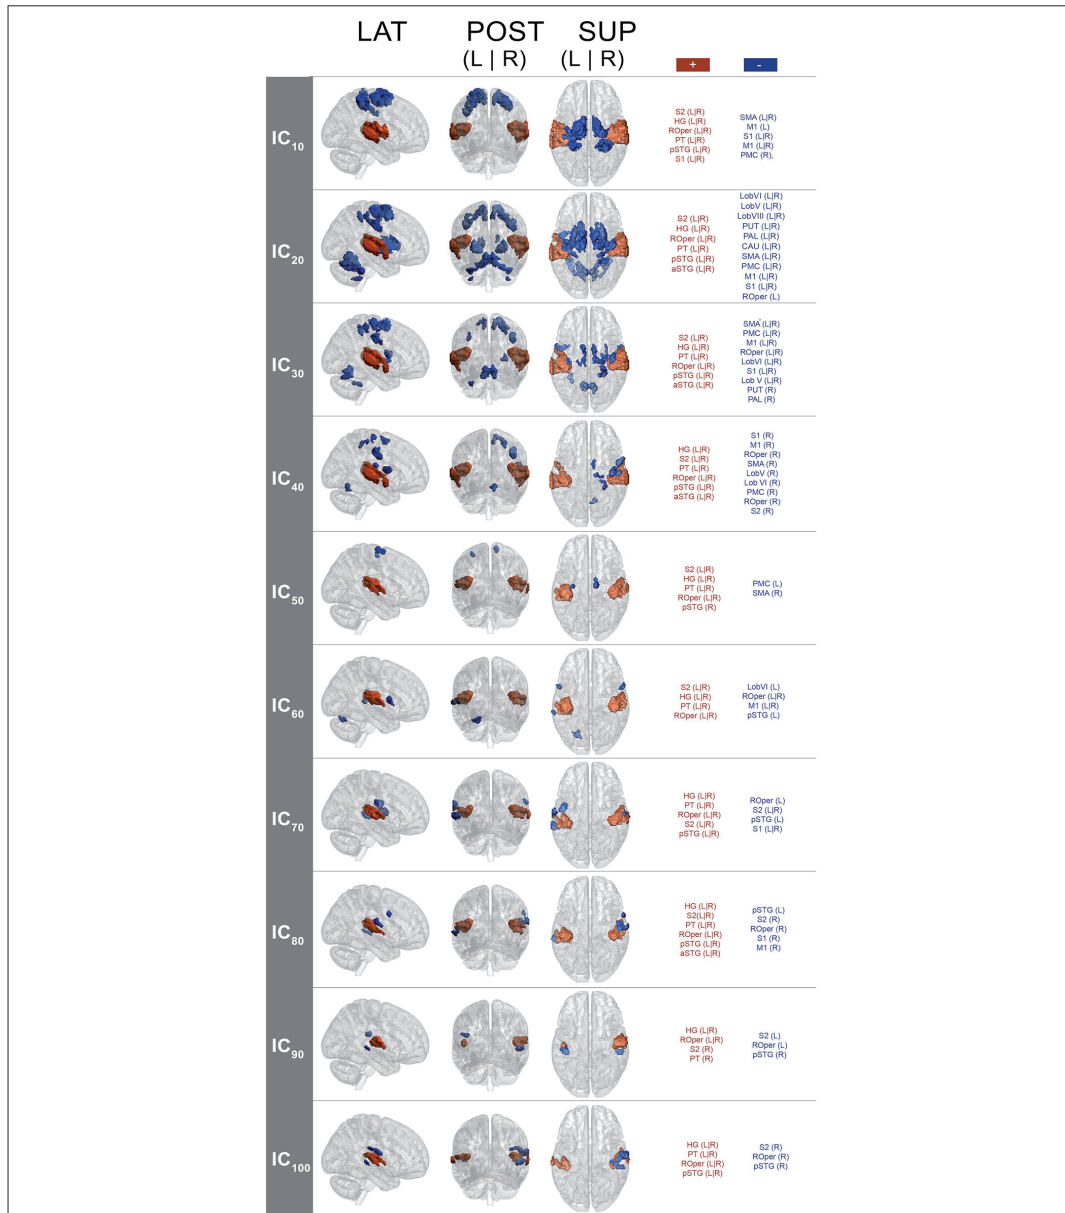 LAT
POST
SUP
(L | R)
(L | R)
+
-
IC10
S2 (L|R)
HG (L|R)
ROper (L|R)
PT (L|R)
pSTG (L|R)
S1 (L|R)
SMA (L|R)
M1 (L)
S1 (L|R)
M1 (L|R)
PMC (R),
IC20
S2 (L|R)
HG (L|R)
ROper (L|R)
PT (L|R)
pSTG (L|R)
aSTG (L|R)
LobVI (L|R)
LobV (L|R)
LobVIII (L|R)
PUT (L|R)
PAL (L|R)
CAU (L|R)
SMA (L|R)
PMC (L|R)
M1 (L|R)
S1 (L|R)
ROper (L)
IC30
S2 (L|R)
HG (L|R)
PT (L|R)
ROper (L|R)
pSTG (L|R)
aSTG (L|R)
SMA (L|R)
PMC (L|R)
M1 (L|R)
ROper (L|R)
LobVI (L|R)
S1 (L|R)
Lob V (L|R)
PUT (R)
PAL (R)
IC40
HG (L|R)
S2 (L|R)
PT (L|R)
ROper (L|R)
pSTG (L|R)
aSTG (L|R)
S1 (R)
M1 (R)
ROper (R)
SMA (R)
LobV (R)
Lob VI (R)
PMC (R)
ROper (R)
S2 (R)
IC50
S2 (L|R)
HG (L|R)
PT (L|R)
ROper (L|R)
pSTG (R)
PMC (L)
SMA (R)
IC60
S2 (L|R)
HG (L|R)
PT (L|R)
ROper (L|R)
LobVI (L)
ROper (L|R)
M1 (L|R)
pSTG (L)
IC70
HG (L|R)
PT (L|R)
ROper (L|R)
S2 (L|R)
pSTG (L|R)
ROper (L)
S2 (L|R)
pSTG (L)
S1 (L|R)
IC80
HG (L|R)
S2(L|R)
PT (L|R)
ROper (L|R)
pSTG (L|R)
aSTG (L|R)
pSTG (L)
S2 (R)
ROper (R)
S1 (R)
M1 (R)
IC90
HG (L|R)
ROper (L|R)
S2 (R)
PT (R)
S2 (L)
ROper (L)
pSTG (R)
IC100
HG (L|R)
PT (L|R)
ROper (L|R)
pSTG (L|R)
S2 (R)
ROper (R)
pSTG (R)